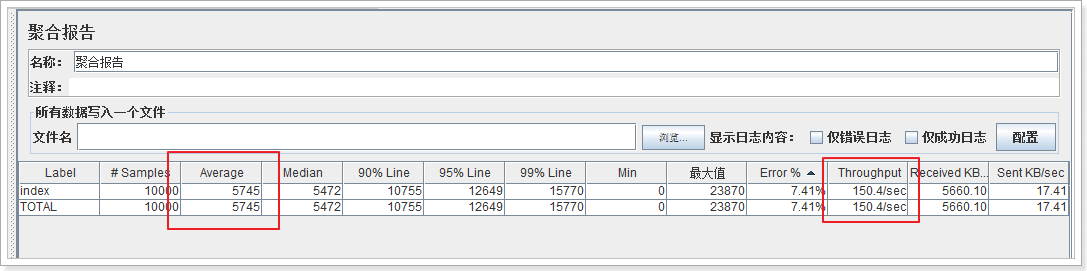 聚合报告
名称： 聚合报告
注释：
所有数据写入一个文件
文件名 浏览... 显示日志内容： 仅错误日志 仅成功日志 配置
Label # Samples Average Median 90% Line 95% Line 99% Line Min 最大值 Error % Throughput Received KB... Sent KB/sec
index 10000 5745 5472 10755 12649 15770 0 23870 7.41% 150.4/sec 5660.10 17.41
TOTAL 10000 5745 5472 10755 12649 15770 0 23870 7.41% 150.4/sec 5660.10 17.41